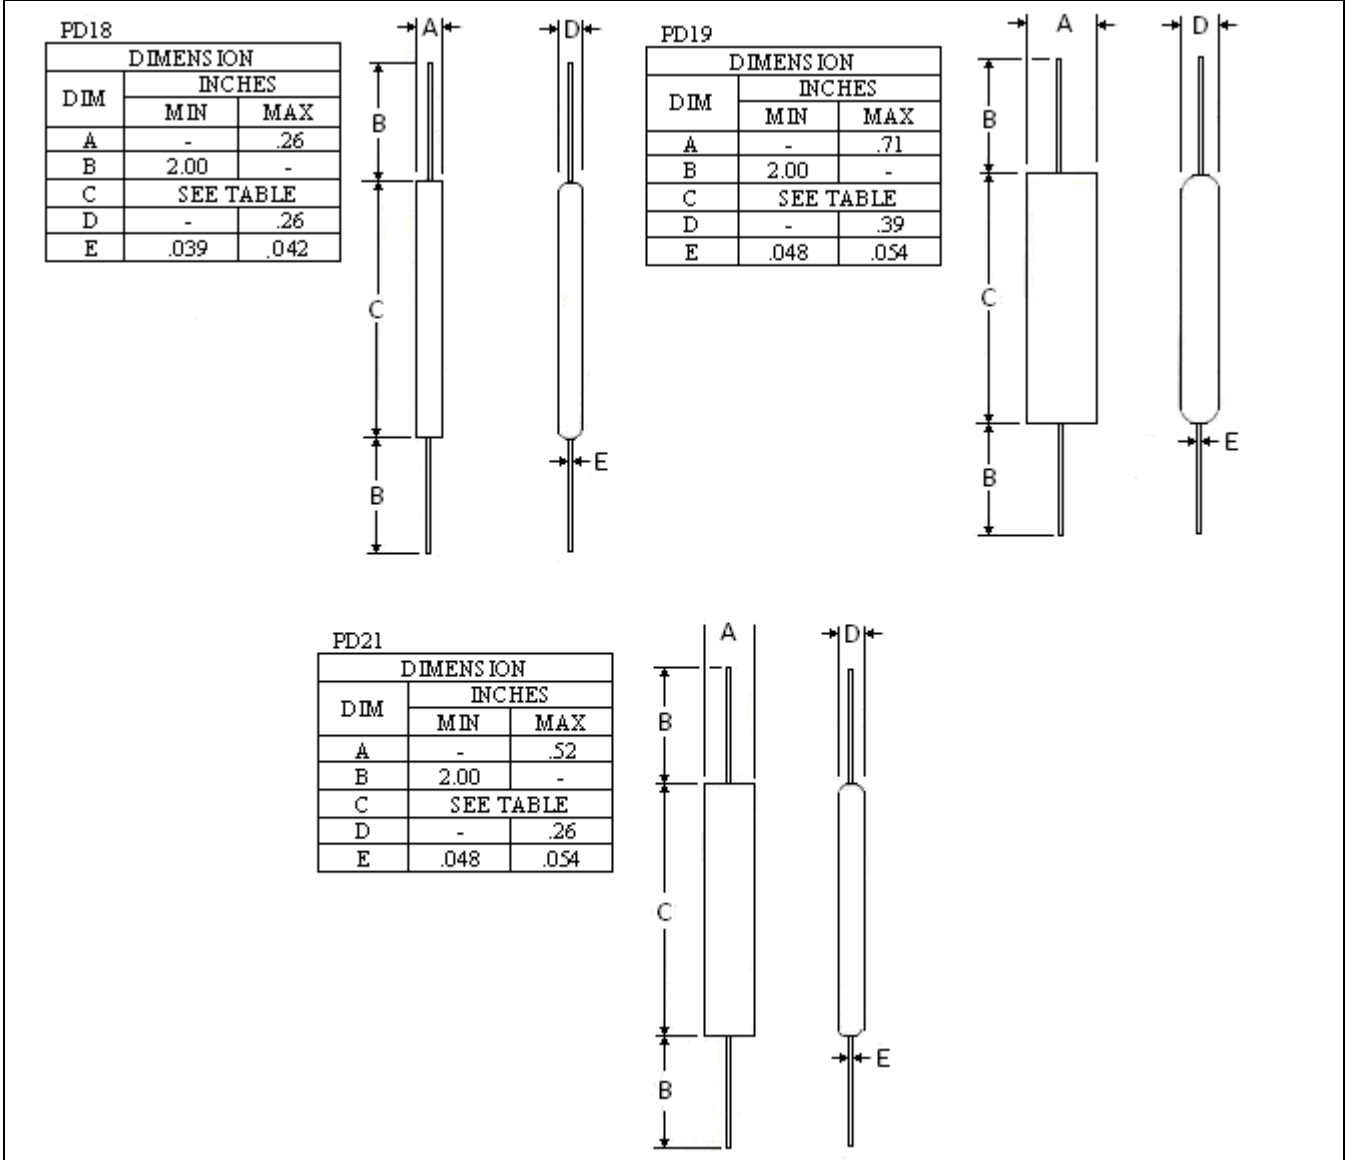 PD18
DIMENSION
DIM INCHES
MIN MAX
A - .26
B 2.00 -
C SEE TABLE
D - .26
E .039 .042
A
D
B
C
B
E
PD19
DIMENSION
DIM INCHES
MIN MAX
A - .71
B 2.00 -
C SEE TABLE
D - .39
E .048 .054
A
D
B
C
B
E
PD21
DIMENSION
DIM INCHES
MIN MAX
A - .52
B 2.00 -
C SEE TABLE
D - .26
E .048 .054
A
D
B
C
B
E